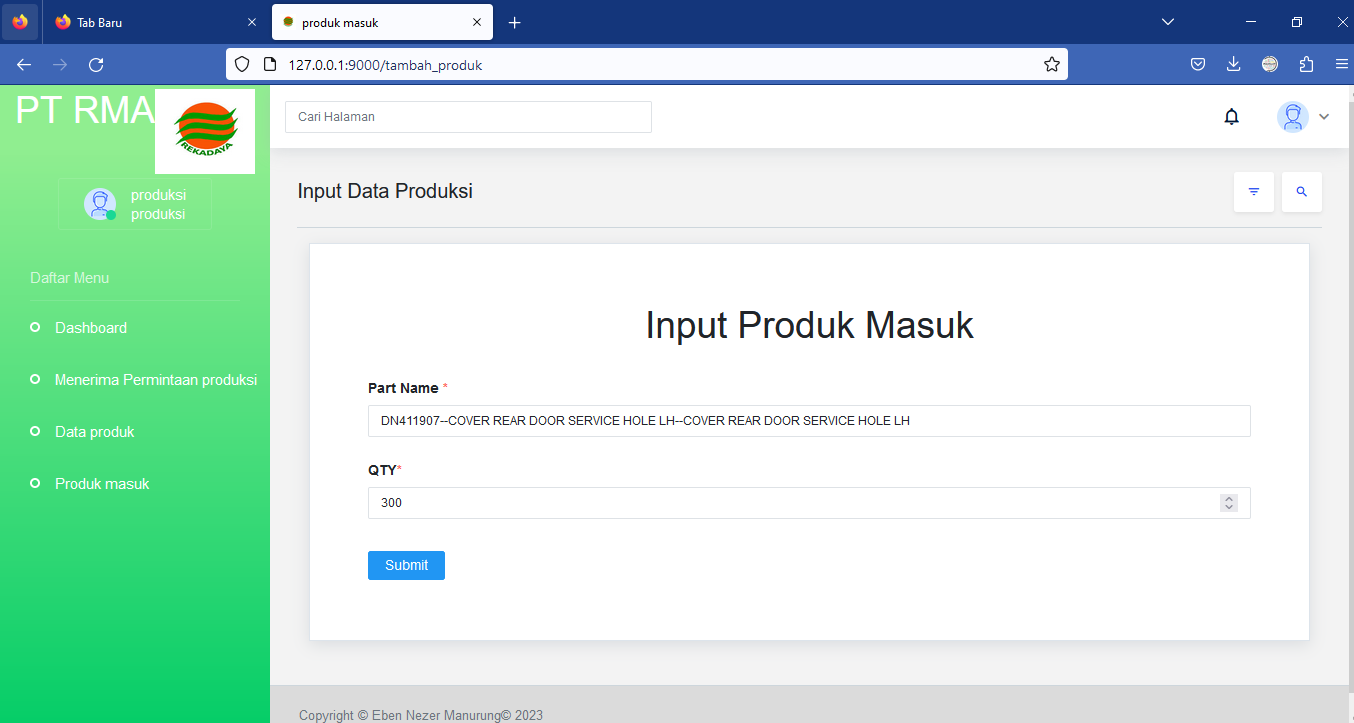 Tab Baru
produk masuk
127.0.0.1:9000/tambah_produk
PT RMA
REKADAYA
produksi
produksi
Daftar Menu
Dashboard
Menerima Permintaan produksi
Data produk
Produk masuk
Cari Halaman
Input Data Produksi
Input Produk Masuk
Part Name *
DN411907--COVER REAR DOOR SERVICE HOLE LH--COVER REAR DOOR SERVICE HOLE LH
QTY*
300
Submit
Copyright © Eben Nezer Manurung© 2023